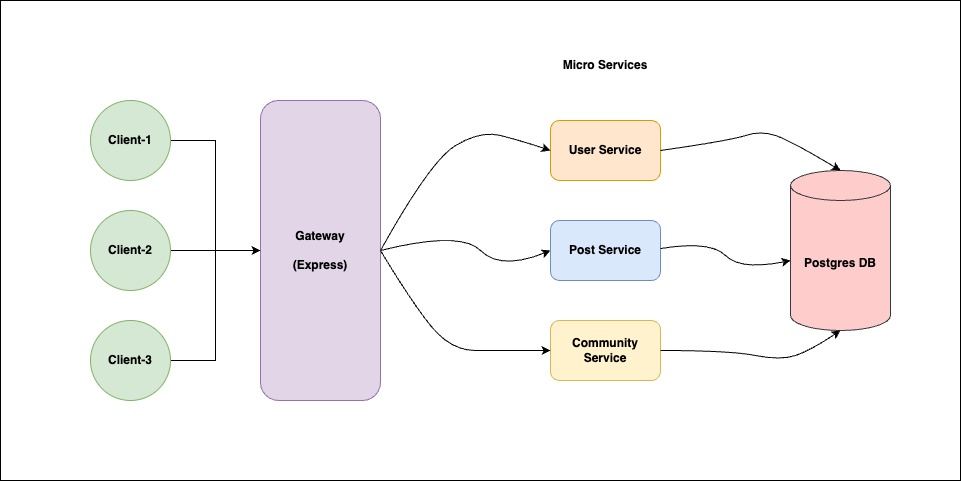 Micro Services
Client-1
Client-2
Client-3
Gateway
(Express)
User Service
Post Service
Community
Service
Postgres DB